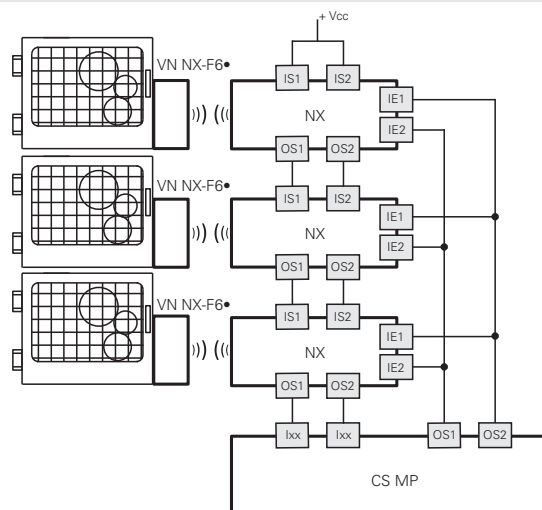 + Vcc
VN NX-F6•
IS1 IS2
IE1
NX
IE2
OS1 OS2
VN NX-F6•
IS1 IS2
IE1
NX
IE2
OS1 OS2
VN NX-F6•
IS1 IS2
IE1
NX
IE2
OS1 OS2
Ixx Ixx OS1 OS2
CS MP